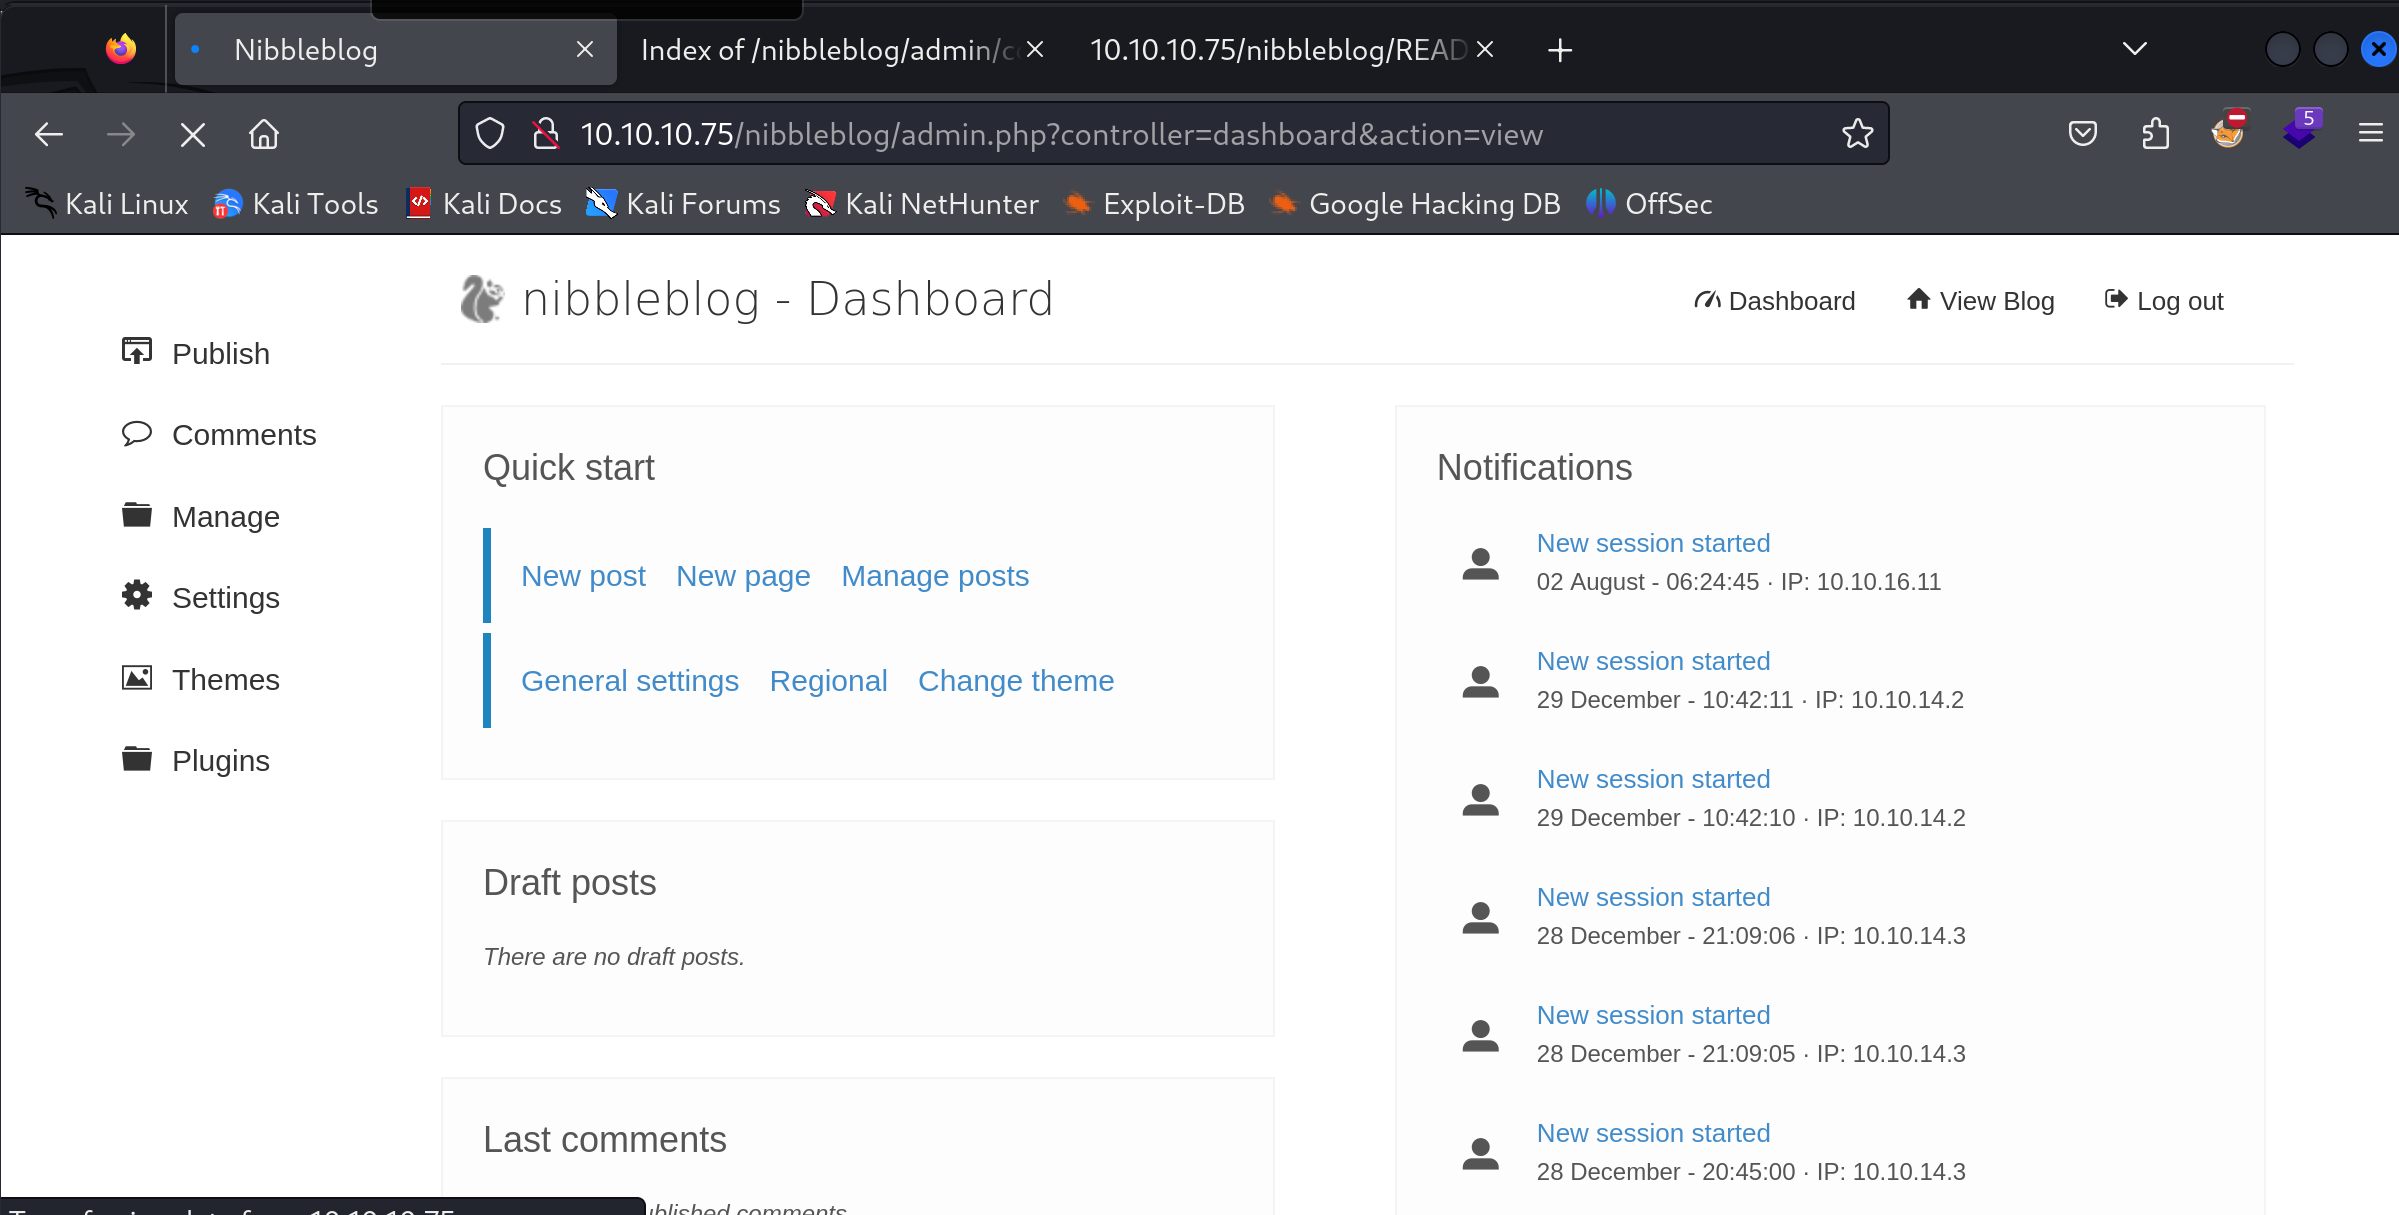 Nibbleblog
Index of /nibbleblog/admin/c
10.10.10.75/nibbleblog/READ
10.10.10.75/nibbleblog/admin.php?controller=dashboard&action=view
5
Kali Linux
Kali Tools
Kali Docs
Kali Forums
Kali NetHunter
Exploit-DB
Google Hacking DB
OffSec
nibbleblog - Dashboard
Dashboard
View Blog
Log out
Publish
Comments
Manage
Settings
Themes
Plugins
Quick start
New post New page Manage posts
General settings Regional Change theme
Draft posts
There are no draft posts.
Last comments
Notifications
New session started
02 August - 06:24:45 · IP: 10.10.16.11
New session started
29 December - 10:42:11 · IP: 10.10.14.2
New session started
29 December - 10:42:10 · IP: 10.10.14.2
New session started
28 December - 21:09:06 · IP: 10.10.14.3
New session started
28 December - 21:09:05 · IP: 10.10.14.3
New session started
28 December - 20:45:00 · IP: 10.10.14.3